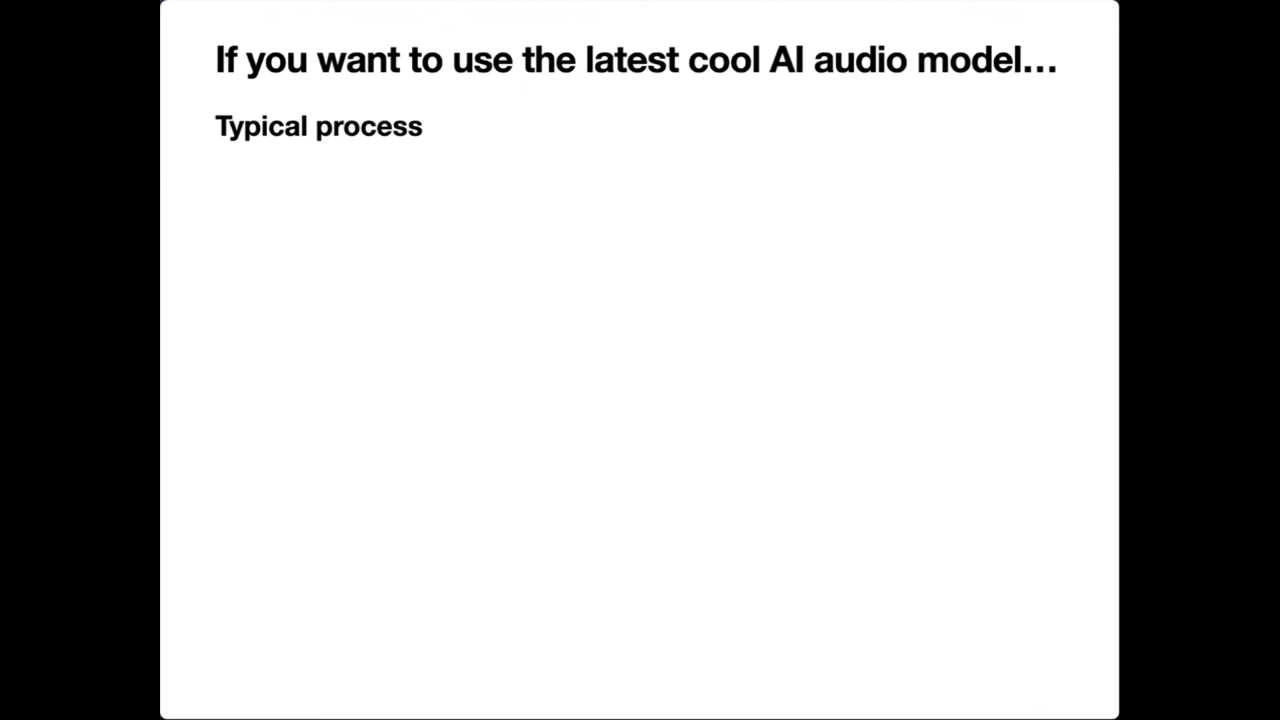 If you want to use the latest cool AI audio model…
Typical process